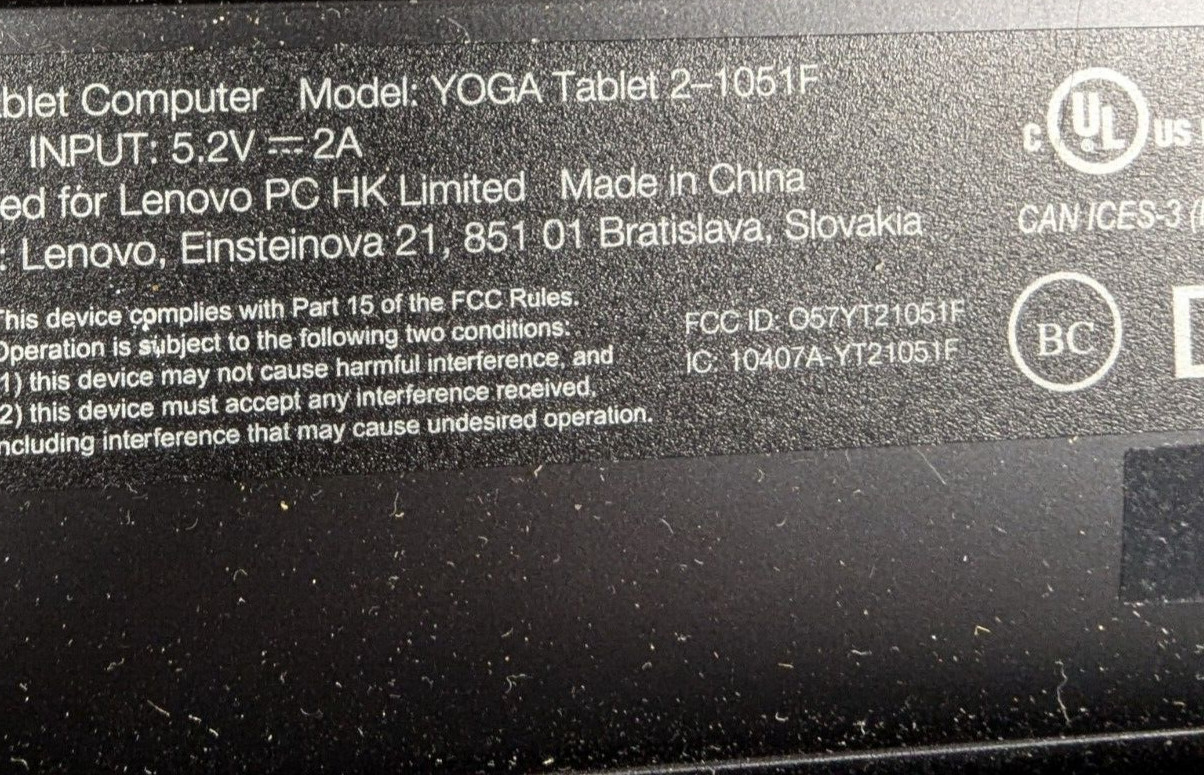 blet Computer Model: YOGA Tablet 2-1051F
INPUT: 5.2V ⎓ 2A
ed for Lenovo PC HK Limited Made in China
: Lenovo, Einsteinova 21, 851 01 Bratislava, Slovakia
This device complies with Part 15 of the FCC Rules.
Operation is subject to the following two conditions:
1) this device may not cause harmful interference, and
2) this device must accept any interference received,
ncluding interference that may cause undesired operation.
FCC ID: O57YT21051F
IC: 10407A-YT21051F
C UL US
CAN ICES-3
BC